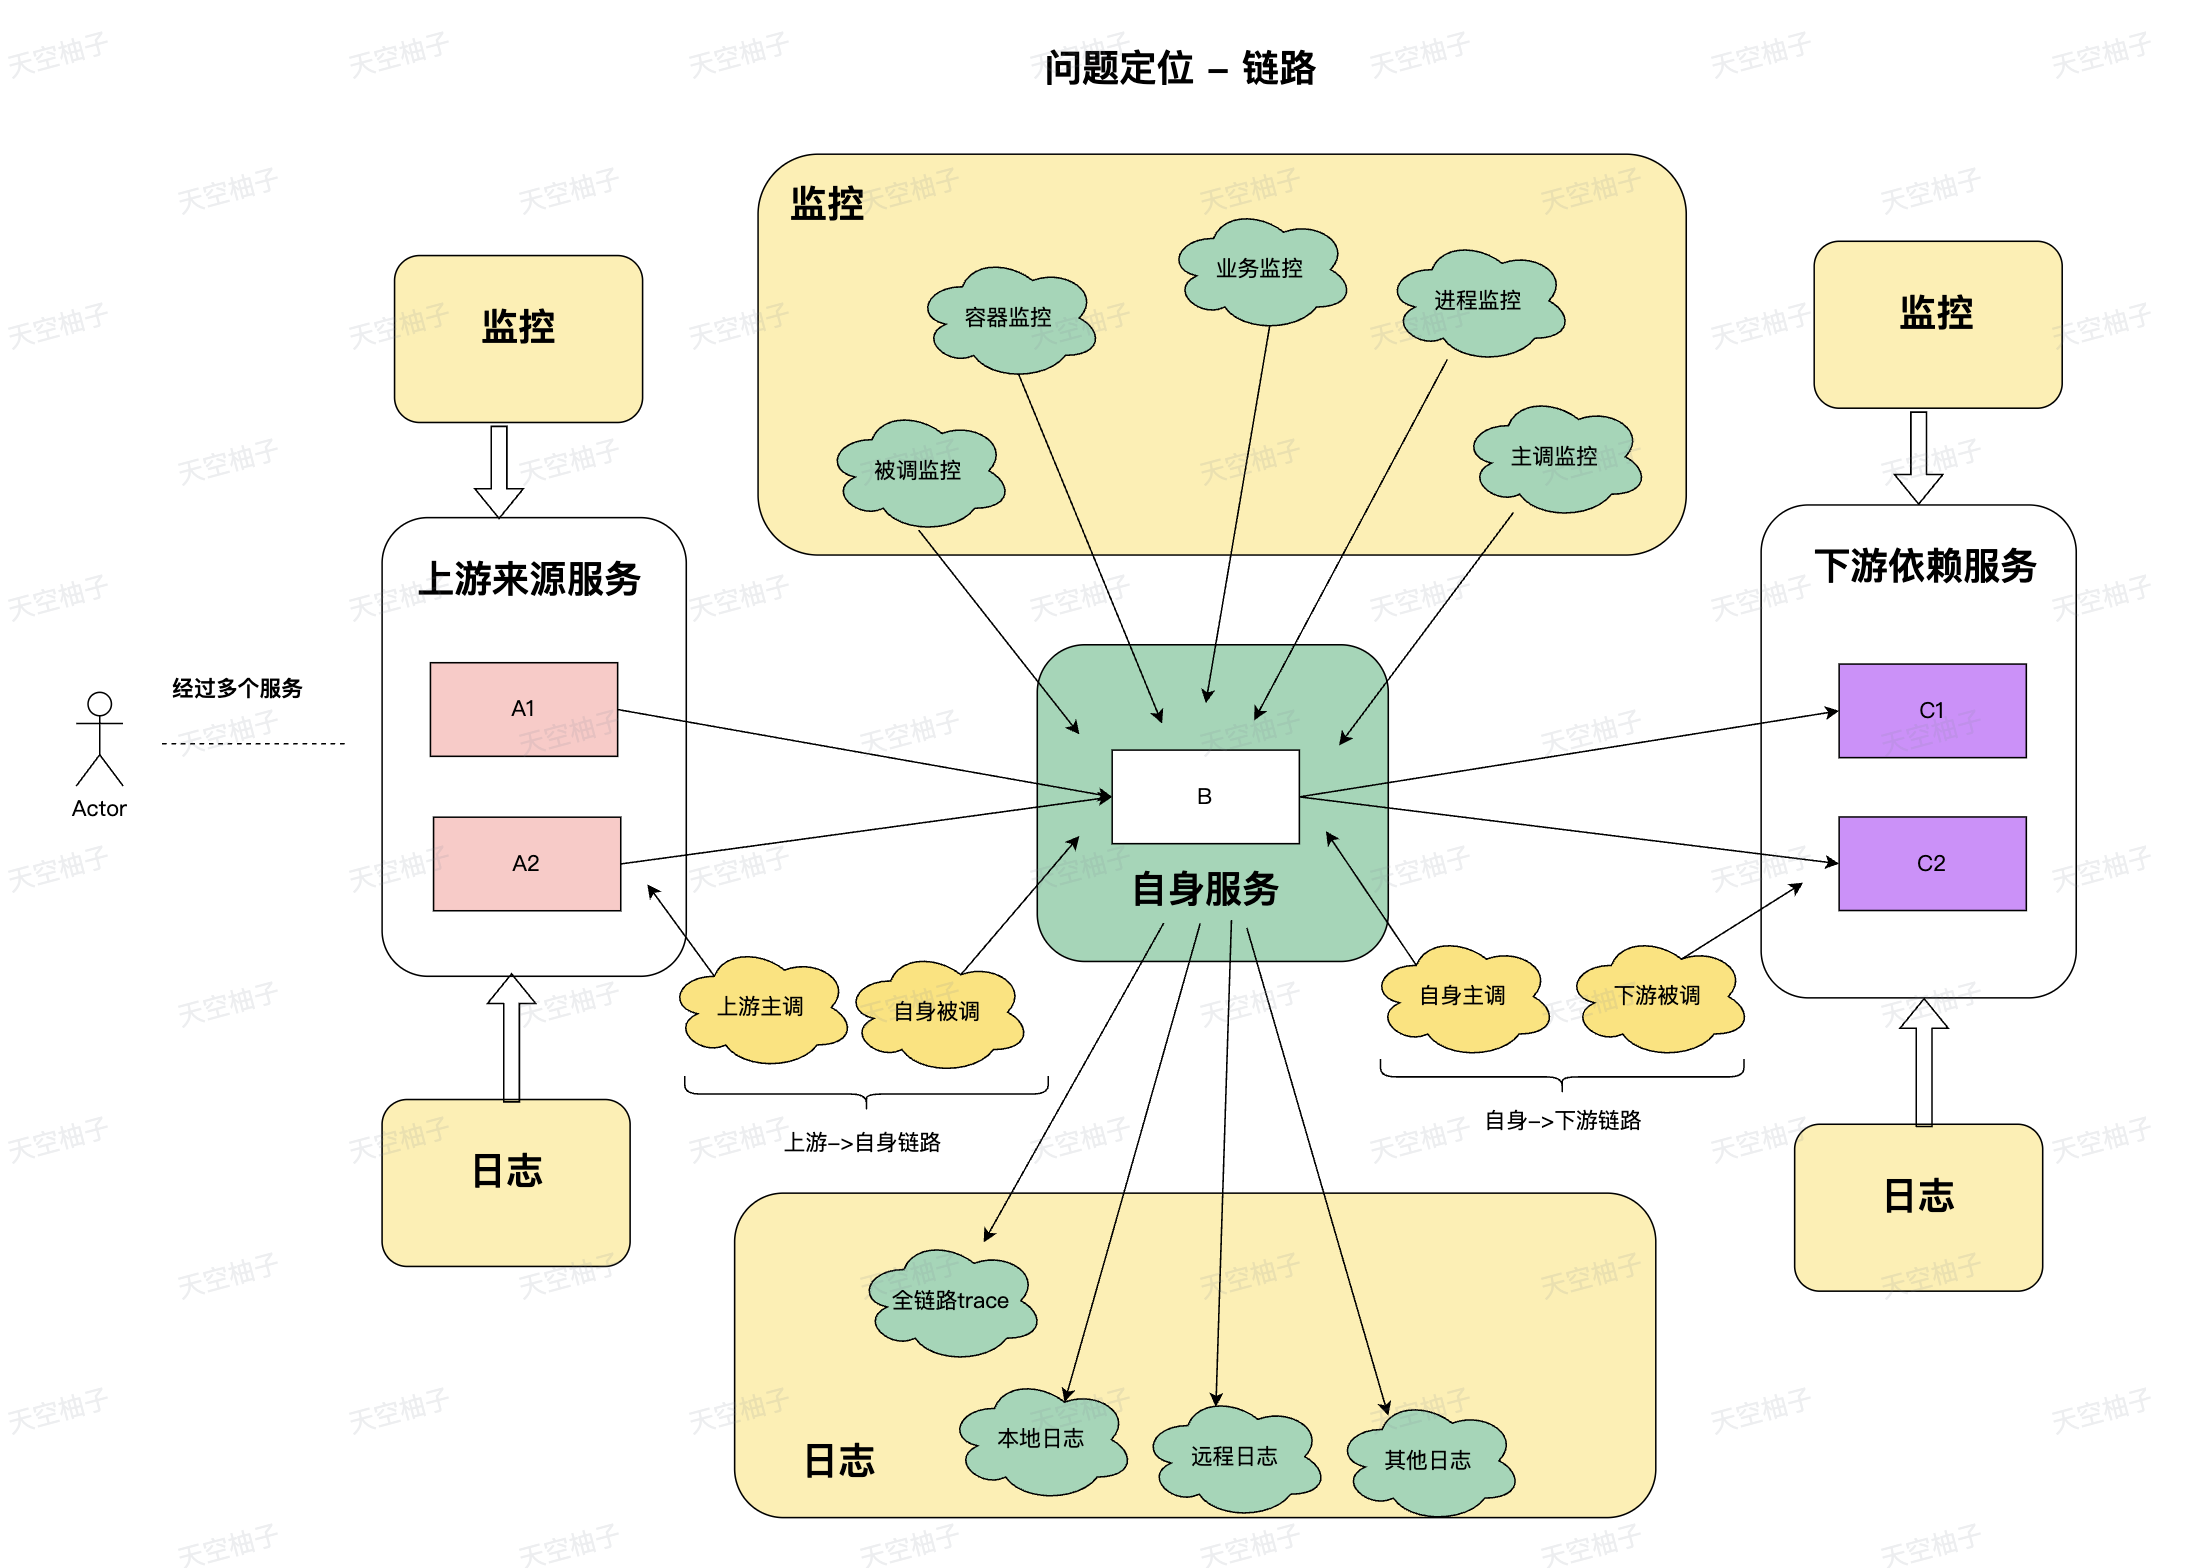 问题定位 – 链路
监控
业务监控
进程监控
容器监控
被调监控
主调监控
监控
监控
上游来源服务
下游依赖服务
经过多个服务
Actor
A1
A2
B
自身服务
C1
C2
上游主调
自身被调
自身主调
下游被调
上游–>自身链路
自身–>下游链路
日志
日志
全链路trace
本地日志
远程日志
其他日志
日志
天空柚子